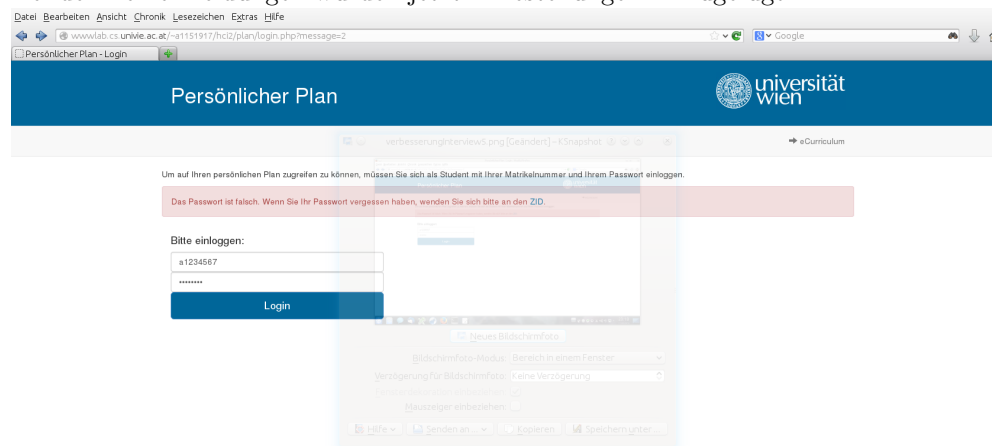 Datei Bearbeiten Ansicht Chronik Lesezeichen Extras Hilfe
wwwlab.cs.univie.ac.at/~a1151917/hci2/plan/login.php?message=2
Google
Persönlicher Plan - Login
Persönlicher Plan
universität
wien
verbesserungInterview5.png [Geändert] – KSnapshot
eCurriculum
Um auf Ihren persönlichen Plan zugreifen zu können, müssen Sie sich als Student mit Ihrer Matrikelnummer und Ihrem Passwort einloggen.
Das Passwort ist falsch. Wenn Sie Ihr Passwort vergessen haben, wenden Sie sich bitte an den ZID.
Bitte einloggen:
a1234567
••••••••
Login
Neues Bildschirmfoto
Bildschirmfoto-Modus: Bereich in einem Fenster
Verzögerung für Bildschirmfoto: Keine Verzögerung
Mauszeiger einbeziehen:
Hilfe Senden an ... Kopieren Speichern unter ...